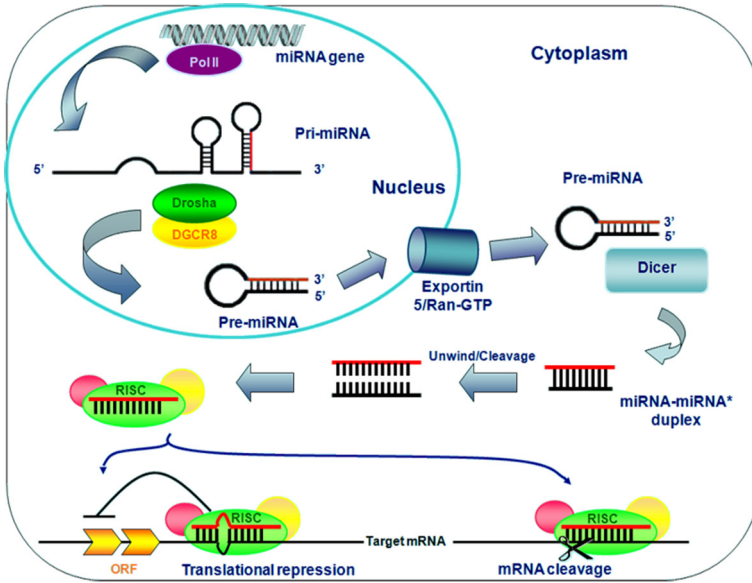 Pol II
miRNA gene
Cytoplasm
Pri-miRNA
5'
3'
Nucleus
Drosha
DGCR8
Pre-miRNA
3'
5'
Dicer
Exportin
5/Ran-GTP
3'
5'
Pre-miRNA
Unwind/Cleavage
RISC
miRNA-miRNA*
duplex
RISC
RISC
Target mRNA
ORF
Translational repression
mRNA cleavage